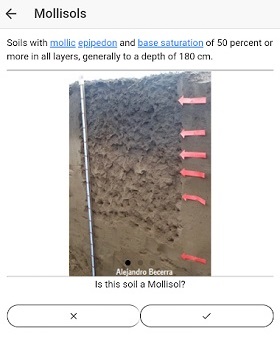 Mollisols
Soils with mollic epipedon and base saturation of 50 percent or
more in all layers, generally to a depth of 180 cm.
Alejandro Becerra
Is this soil a Mollisol?